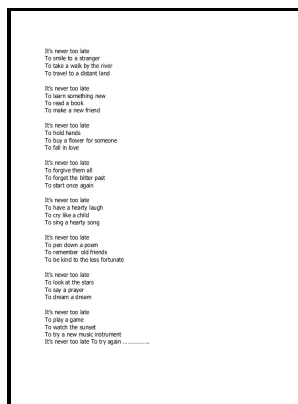 It's never too late
To smile to a stranger
To take a walk by the river
To travel to a distant land
It's never too late
To learn something new
To read a book
To make a new friend
It's never too late
To hold hands
To buy a flower for someone
To fall in love
It's never too late
To forgive them all
To forget the bitter past
To start once again
It's never too late
To have a hearty laugh
To cry like a child
To sing a hearty song
It's never too late
To pen down a poem
To remember old friends
To be kind to the less fortunate
It's never too late
To look at the stars
To say a prayer
To dream a dream
It's never too late
To play a game
To watch the sunset
To try a new music instrument
It's never too late To try again ...............